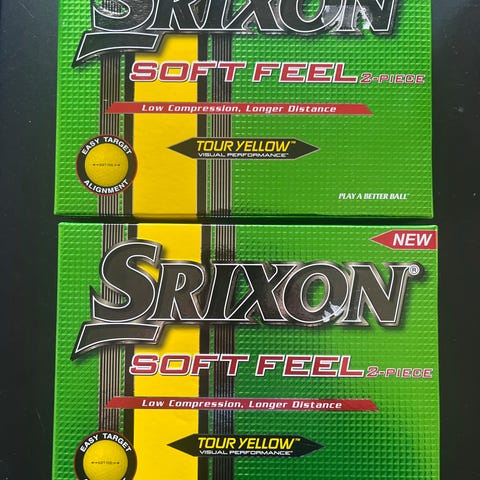 SRIXON
SOFT FEEL 2-PIECE
Low Compression, Longer Distance
EASY TARGET
ALIGNMENT
TOUR YELLOW™
VISUAL PERFORMANCE™
PLAY A BETTER BALL™
NEW
SRIXON®
SOFT FEEL 2-PIECE
Low Compression, Longer Distance
EASY TARGET
TOUR YELLOW™
VISUAL PERFORMANCE™